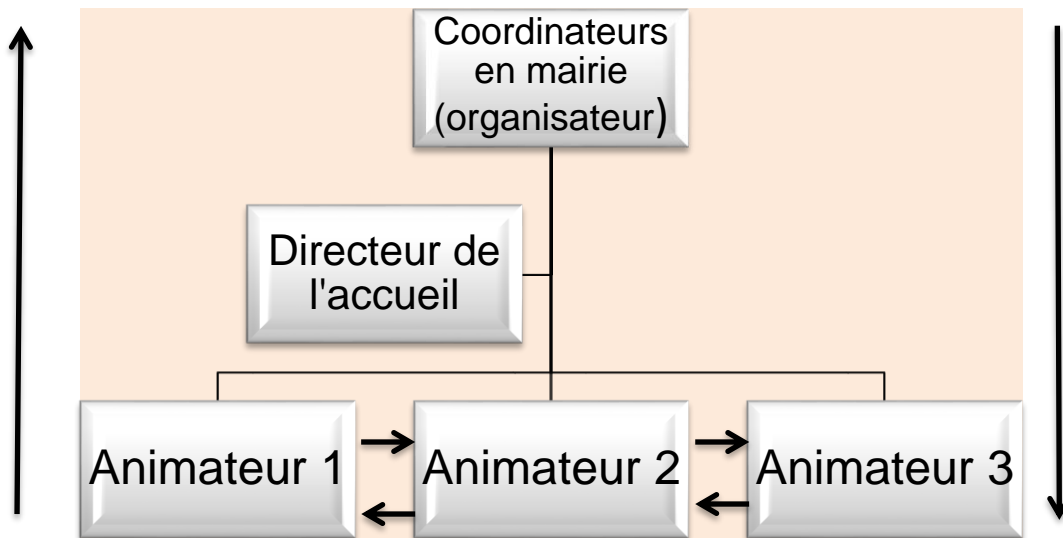 Coordinateurs
en mairie
(organisateur)
Directeur de
l'accueil
Animateur 1
Animateur 2
Animateur 3